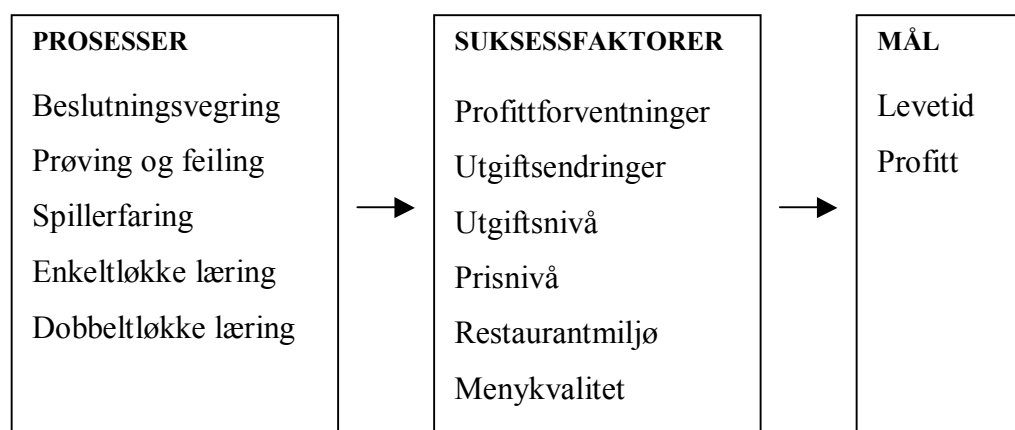 PROSESSER
Beslutningsvegring
Prøving og feiling
Spillerfaring
Enkeltløkke læring
Dobbeltløkke læring
SUKSESSFAKTORER
Profittforventninger
Utgiftsendringer
Utgiftsnivå
Prisnivå
Restaurantmiljø
Menykvalitet
MÅL
Levetid
Profitt